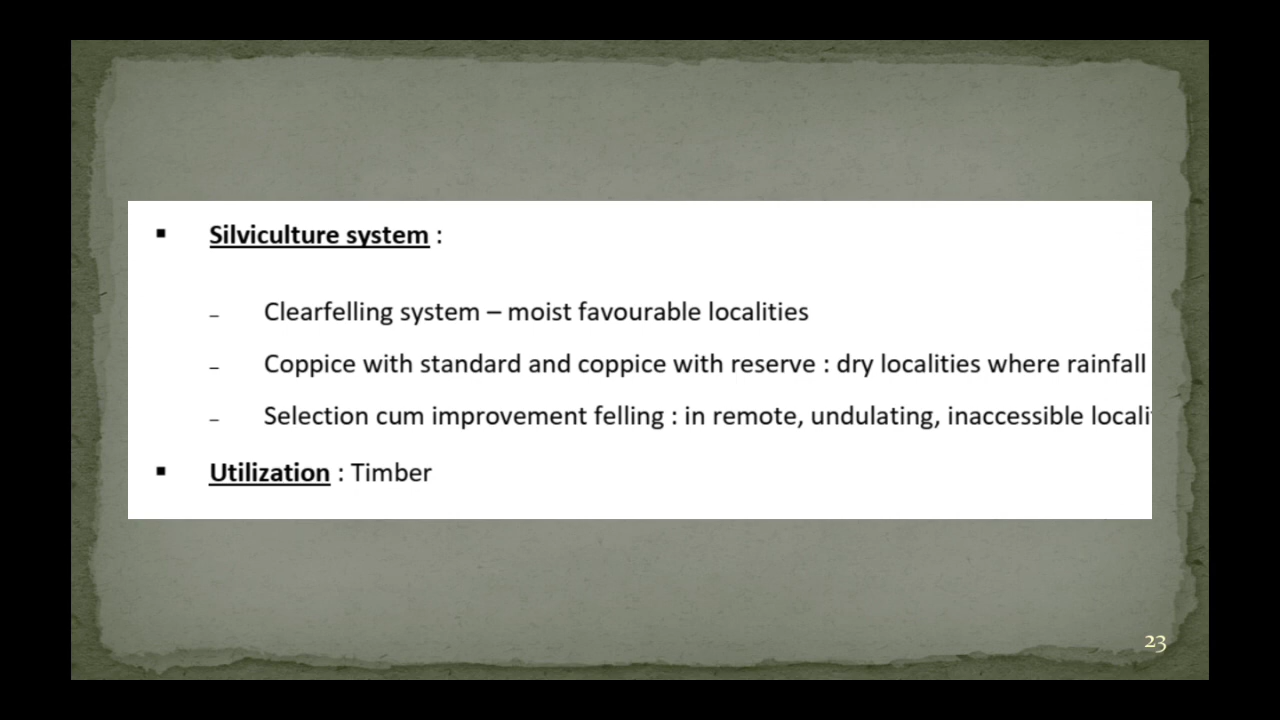 ▪ Silviculture system :
– Clearfelling system – moist favourable localities
– Coppice with standard and coppice with reserve : dry localities where rainfall
– Selection cum improvement felling : in remote, undulating, inaccessible
▪ Utilization : Timber
23